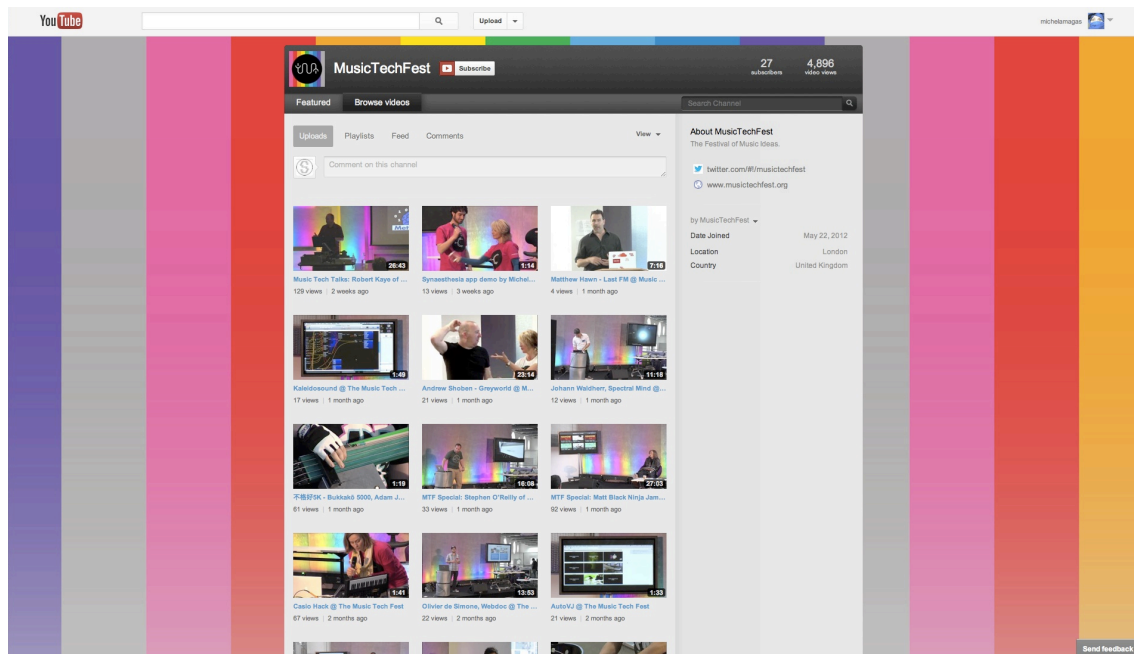 YouTube
Upload
michelamagas
MusicTechFest
Subscribe
27
subscribers
4,896
video views
Featured
Browse videos
Search Channel
Uploads
Playlists
Feed
Comments
View
Comment on this channel
26:43
1:14
7:16
Music Tech Talks: Robert Kaye of ...
Synaesthesia app demo by Michel...
Matthew Hawn - Last FM @ Music ...
129 views | 2 weeks ago
13 views | 3 weeks ago
4 views | 1 month ago
1:49
23:14
11:18
Kaleidosound @ The Music Tech ...
Andrew Shoben - Greyworld @ M...
Johann Waldherr, Spectral Mind @...
17 views | 1 month ago
21 views | 1 month ago
12 views | 1 month ago
1:19
16:08
27:03
不格好5K - Bukkakō 5000, Adam J...
MTF Special: Stephen O'Reilly of ...
MTF Special: Matt Black Ninja Jam...
61 views | 1 month ago
33 views | 1 month ago
92 views | 1 month ago
1:41
13:53
1:33
Casio Hack @ The Music Tech Fest
Olivier de Simone, Webdoc @ The ...
AutoVJ @ The Music Tech Fest
67 views | 2 months ago
22 views | 2 months ago
21 views | 2 months ago
About MusicTechFest
The Festival of Music Ideas.
twitter.com/#!/musictechfest
www.musictechfest.org
by MusicTechFest
Date Joined
May 22, 2012
Location
London
Country
United Kingdom
Send feedback